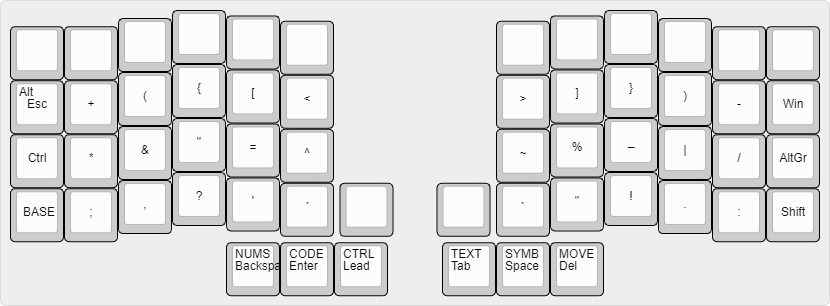 Alt
Esc
+
(
{
[
<
>
]
}
)
-
Win
Ctrl
*
&
"
=
^
~
%
–
|
/
AltGr
BASE
;
,
?
'
´
`
"
!
.
:
Shift
NUMS
Backspa
CODE
Enter
CTRL
Lead
TEXT
Tab
SYMB
Space
MOVE
Del